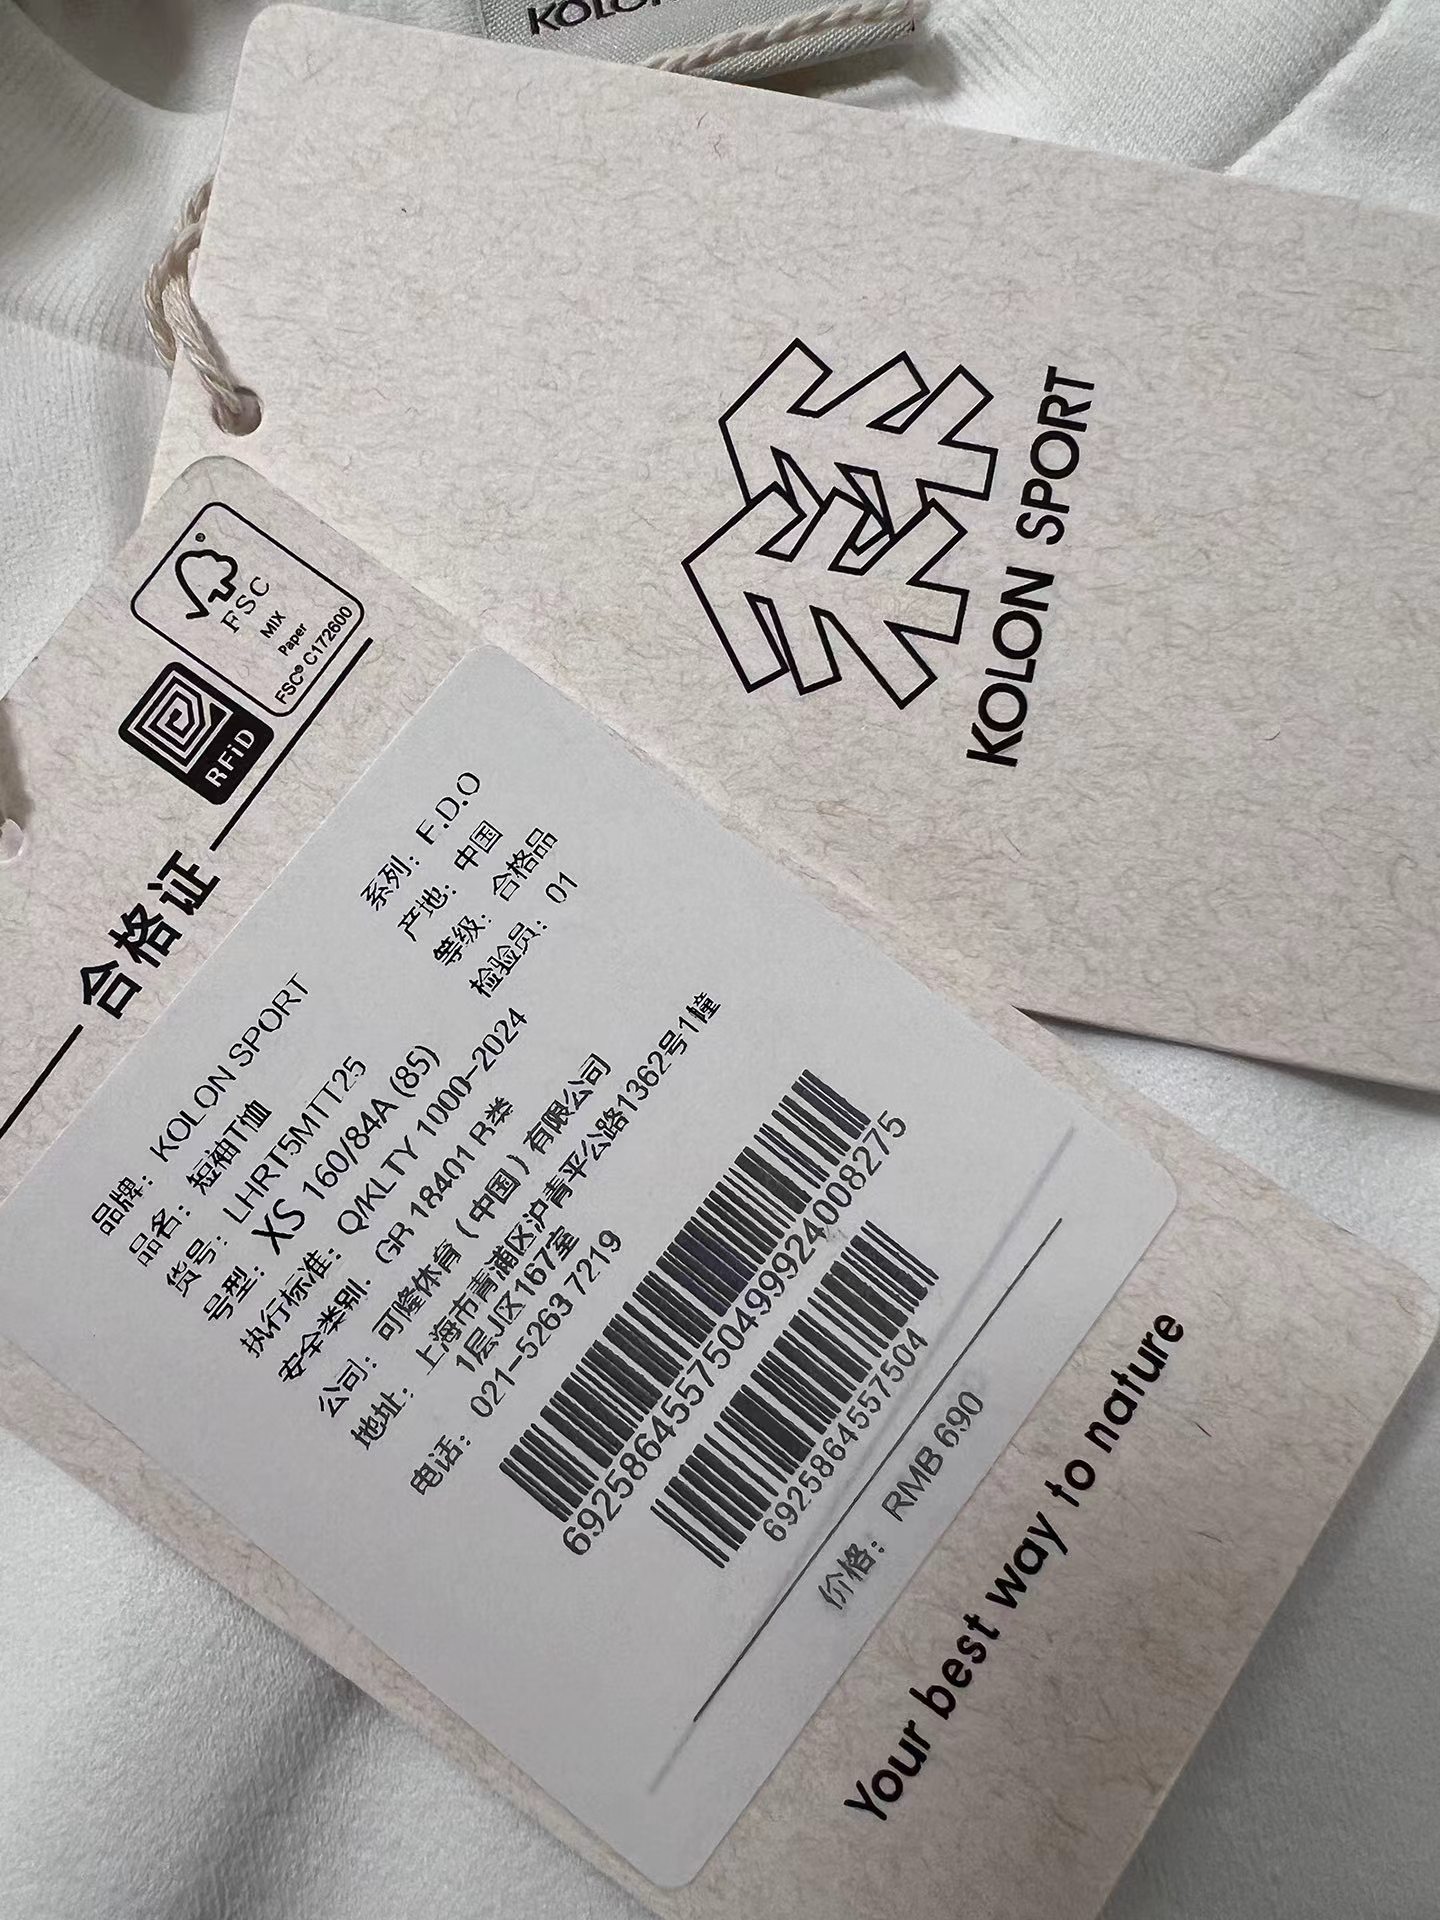 KOLON
KOLON SPORT
FSC
MIX
Paper
FSC® C172600
RFiD
合格证
品牌： KOLON SPORT
品名： 短袖T恤
货号： LHRT5MTT25
号型： XS 160/84A (85)
执行标准： Q/KLTY 1000-2024
安全类别： GB 18401 B类
公司： 可隆体育（中国）有限公司
地址： 上海市青浦区沪青平公路1362号1幢
1层J区167室
电话： 021-5263 7219
系列： F.D.O
产地： 中国
等级： 合格品
检验员： 01
692586455750499924008275
6925864557504
价格： RMB 690
Your best way to nature